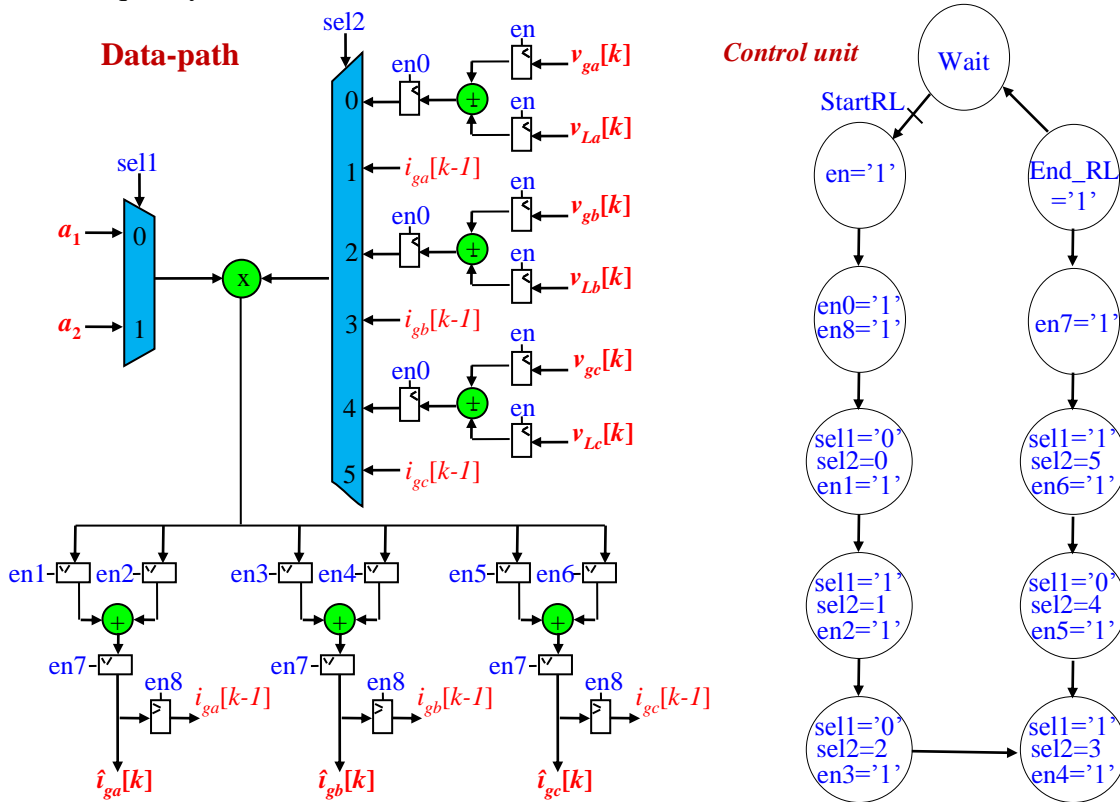 Data-path
sel2
en
v_ga[k]
en0
0
±
en
v_La[k]
1
i_ga[k-1]
sel1
en
v_gb[k]
a_1
0
en0
2
±
x
en
v_Lb[k]
a_2
1
3
i_gb[k-1]
en
v_gc[k]
en0
4
±
en
v_Lc[k]
5
i_gc[k-1]
en1
en2
en3
en4
en5
en6
+
+
+
en7
en7
en7
en8
i_ga[k-1]
en8
i_gb[k-1]
en8
i_gc[k-1]
î_ga[k]
î_gb[k]
î_gc[k]
Control unit
Wait
StartRL
en='1'
en0='1'
en8='1'
sel1='0'
sel2=0
en1='1'
sel1='1'
sel2=1
en2='1'
sel1='0'
sel2=2
en3='1'
sel1='1'
sel2=3
en4='1'
sel1='0'
sel2=4
en5='1'
sel1='1'
sel2=5
en6='1'
en7='1'
End_RL
='1'